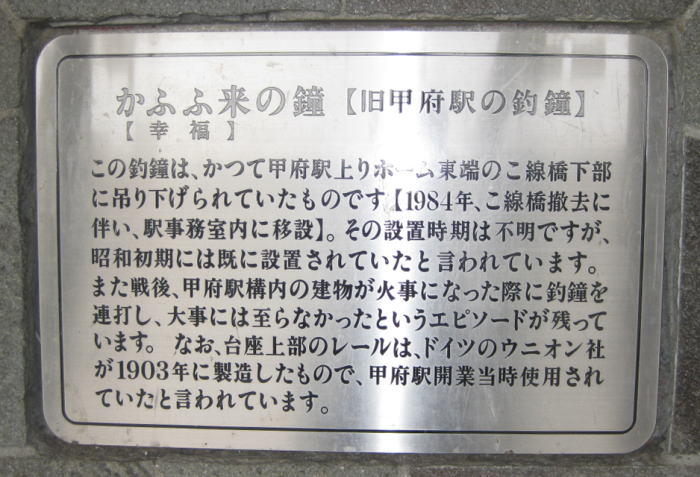 かふふ来の鐘【旧甲府駅の釣鐘】
【幸福】
この釣鐘は、かつて甲府駅上りホーム東端のこ線橋下部
に吊り下げられていたものです【1984年、こ線橋撤去に
伴い、駅事務室内に移設】。その設置時期は不明ですが、
昭和初期には既に設置されていたと言われています。
また戦後、甲府駅構内の建物が火事になった際に釣鐘を
連打し、大事には至らなかったというエピソードが残って
います。なお、台座上部のレールは、ドイツのウニオン社
が1903年に製造したもので、甲府駅開業当時使用され
ていたと言われています。